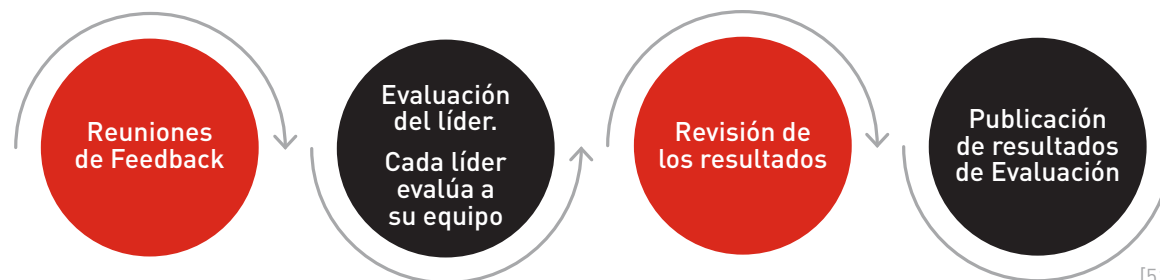 Reuniones
de Feedback
Evaluación
del líder.
Cada líder
evalúa a
su equipo
Revisión de
los resultados
Publicación
de resultados
de Evaluación
[5